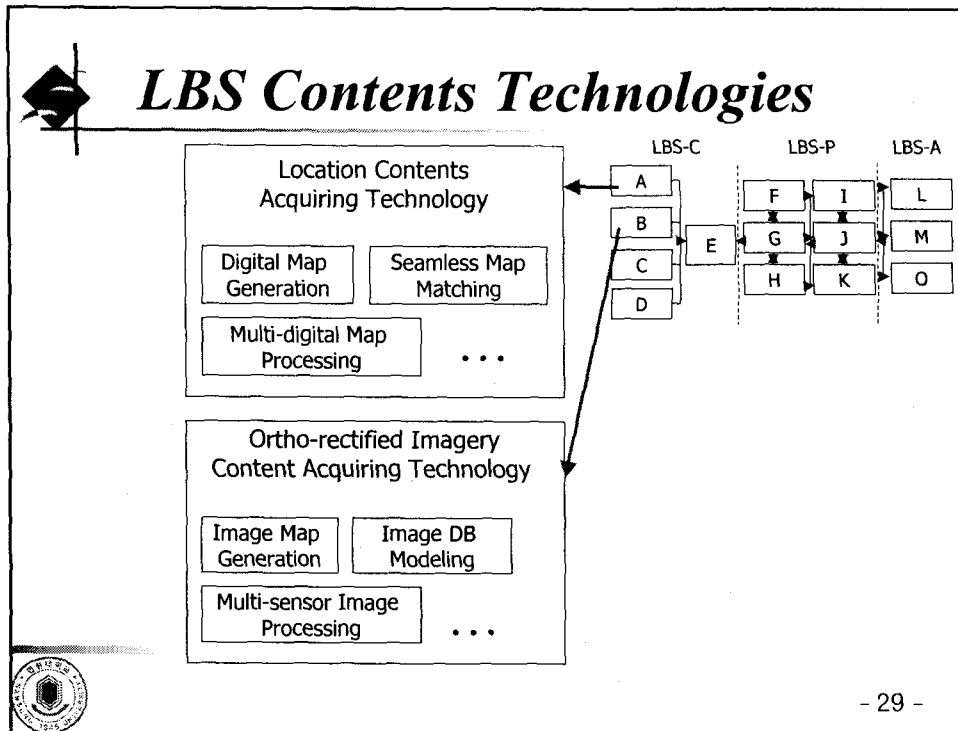 LBS Contents Technologies
Location Contents
Acquiring Technology
Digital Map
Generation
Seamless Map
Matching
Multi-digital Map
Processing
...
Ortho-rectified Imagery
Content Acquiring Technology
Image Map
Generation
Image DB
Modeling
Multi-sensor Image
Processing
...
LBS-C
LBS-P
LBS-A
A
B
C
D
E
F
G
H
I
J
K
L
M
O
- 29 -